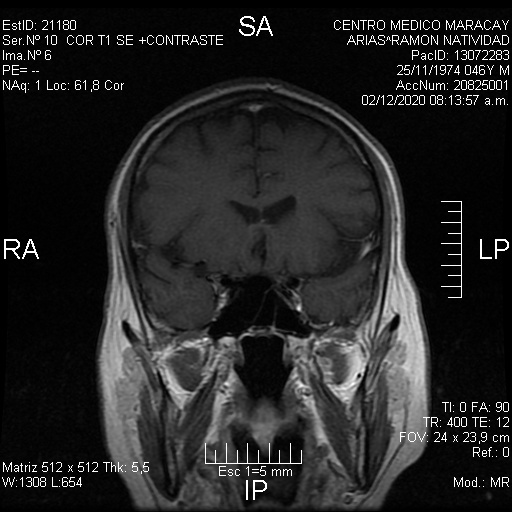 EstID: 21180
Ser.Nº 10 COR T1 SE +CONTRASTE
Ima.Nº 6
PE= --
NAq: 1 Loc: 61,8 Cor
SA
CENTRO MEDICO MARACAY
ARIAS^RAMON NATIVIDAD
PacID: 13072283
25/11/1974 046Y M
AccNum: 20825001
02/12/2020 08:13:57 a.m.
RA
LP
TI: 0 FA: 90
TR: 400 TE: 12
FOV: 24 x 23,9 cm
Ref.: 0
Mod.: MR
Matriz 512 x 512 Thk: 5,5
W:1308 L:654
Esc 1=5 mm
IP